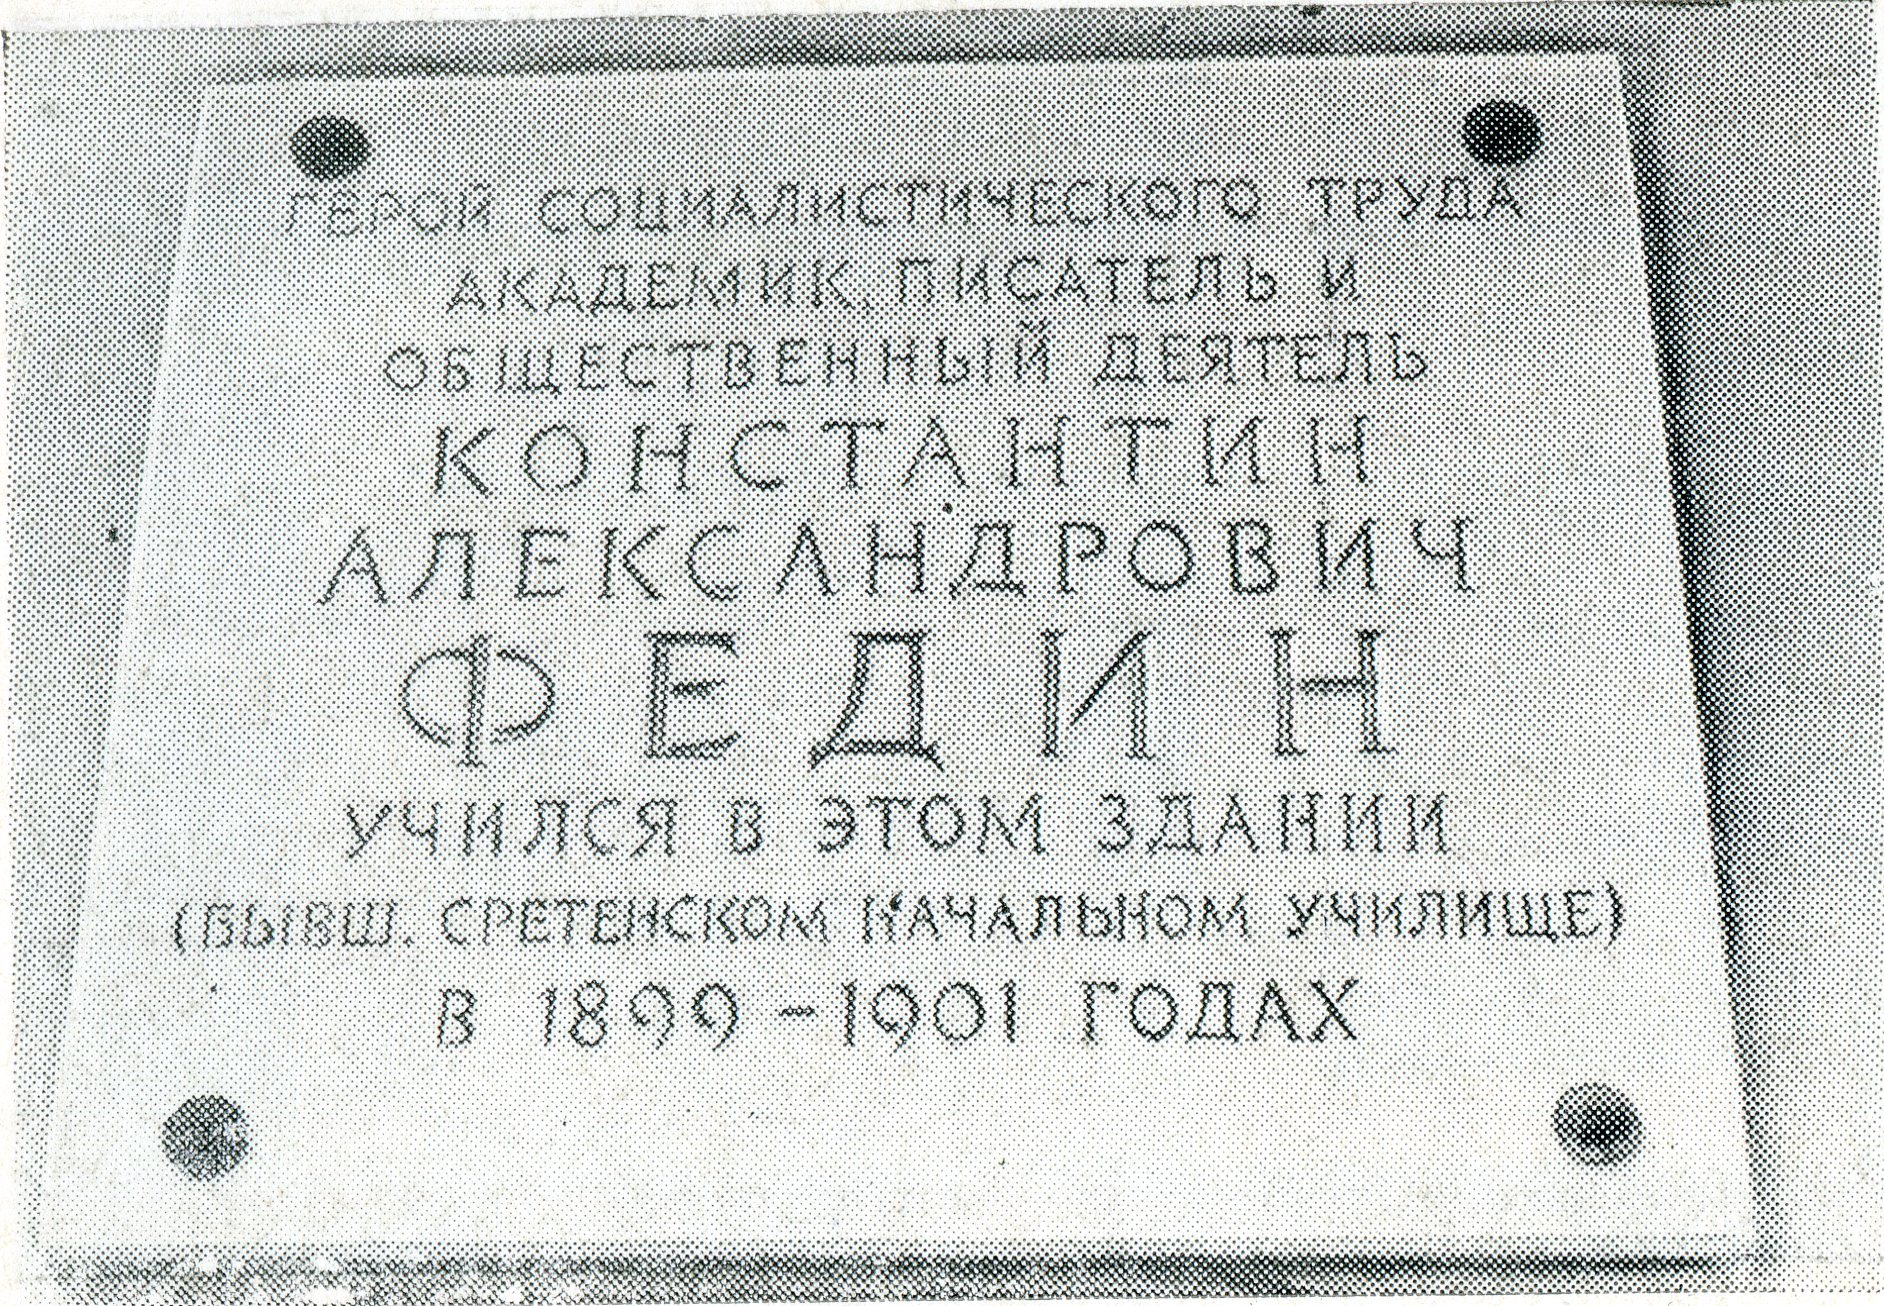 ГЕРОЙ СОЦИАЛИСТИЧЕСКОГО ТРУДА
АКАДЕМИК, ПИСАТЕЛЬ И
ОБЩЕСТВЕННЫЙ ДЕЯТЕЛЬ
КОНСТАНТИН
АЛЕКСАНДРОВИЧ
ФЕДИН
УЧИЛСЯ В ЭТОМ ЗДАНИИ
(БЫВШ. СРЕТЕНСКОМ НАЧАЛЬНОМ УЧИЛИЩЕ)
В 1899-1901 ГОДАХ